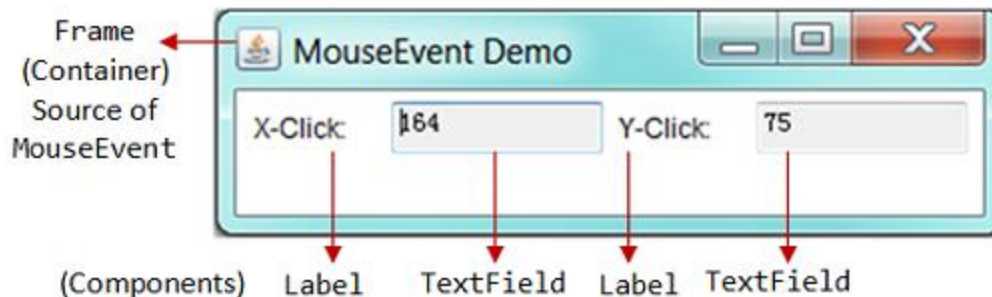 Frame
(Container)
Source of
MouseEvent
MouseEvent Demo
X-Click: 164 Y-Click: 75
(Components) Label TextField Label TextField